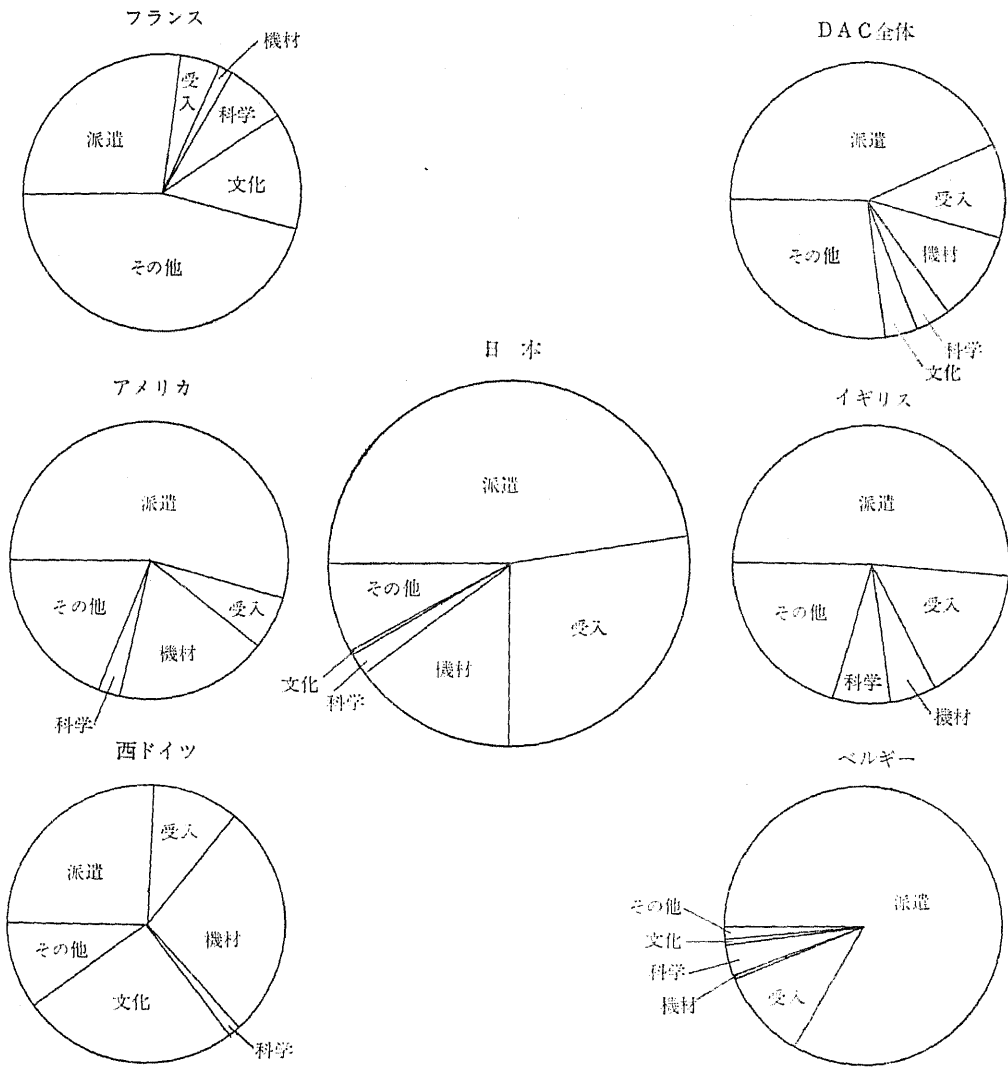 フランス
機材
受入
科学
派遣
文化
その他
DAC全体
派遣
受入
その他
機材
科学
文化
日本
派遣
その他
受入
機材
文化
科学
アメリカ
派遣
その他
受入
機材
科学
イギリス
派遣
その他
受入
科学
機材
西ドイツ
受入
派遣
機材
その他
文化
科学
ベルギー
派遣
その他
文化
科学
機材
受入